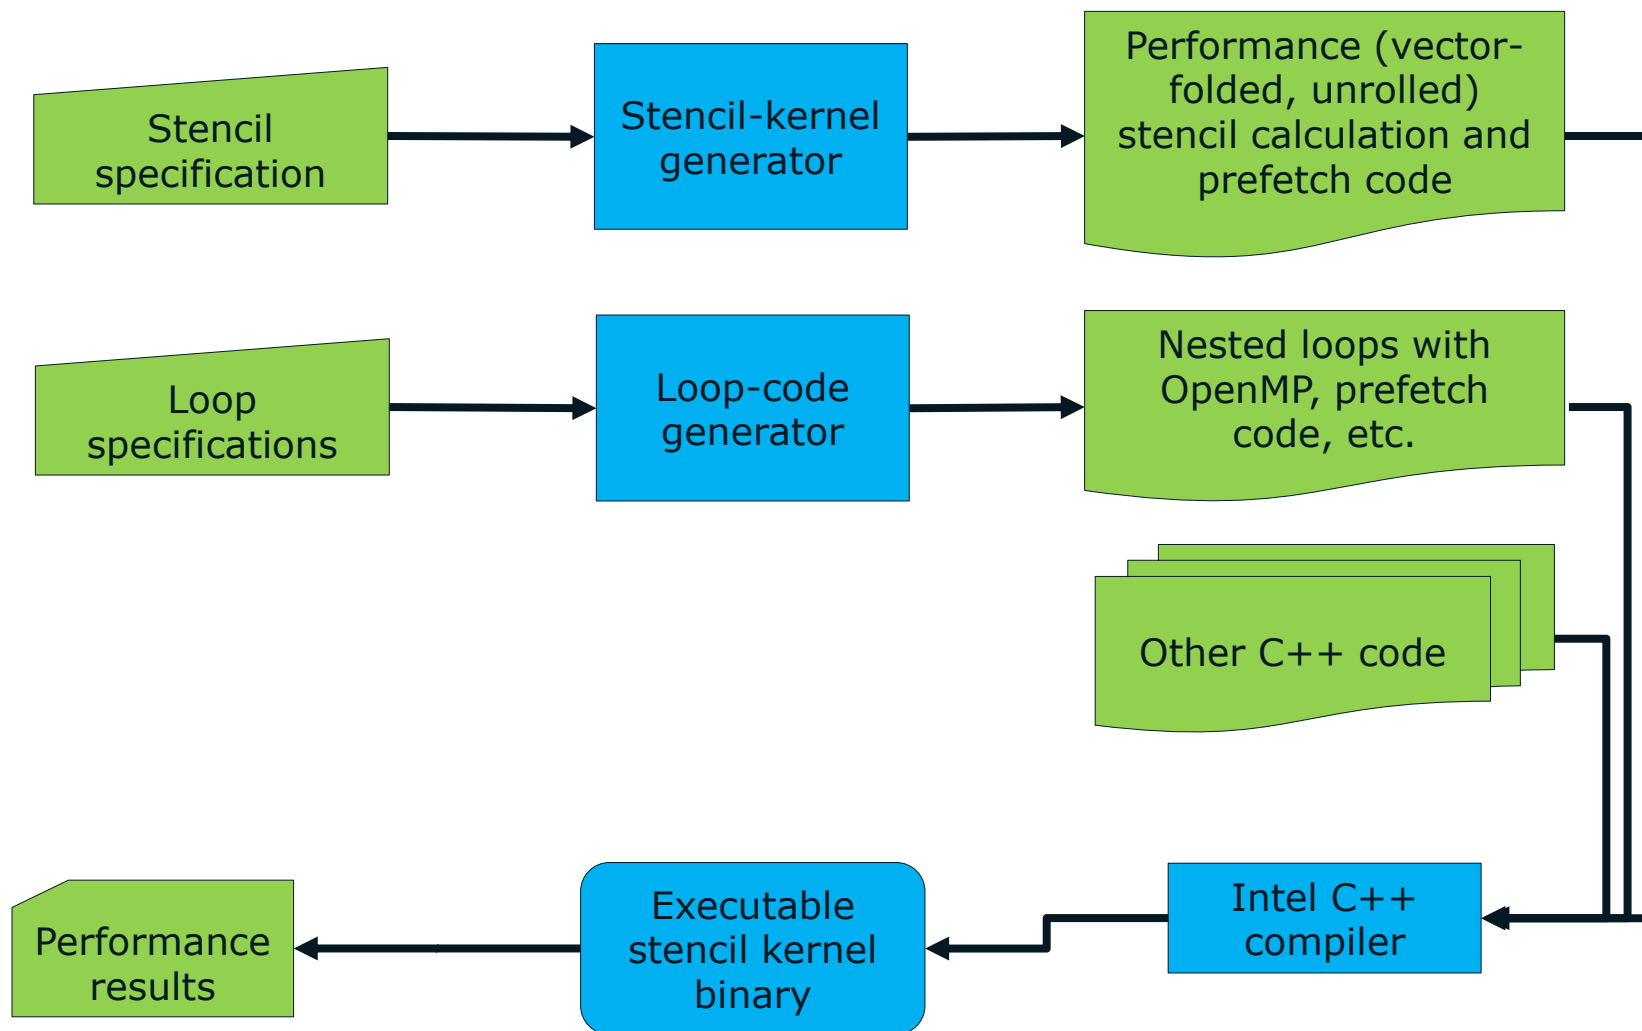 Stencil
specification
Stencil-kernel
generator
Performance (vector-
folded, unrolled)
stencil calculation and
prefetch code
Loop
specifications
Loop-code
generator
Nested loops with
OpenMP, prefetch
code, etc.
Other C++ code
Intel C++
compiler
Executable
stencil kernel
binary
Performance
results